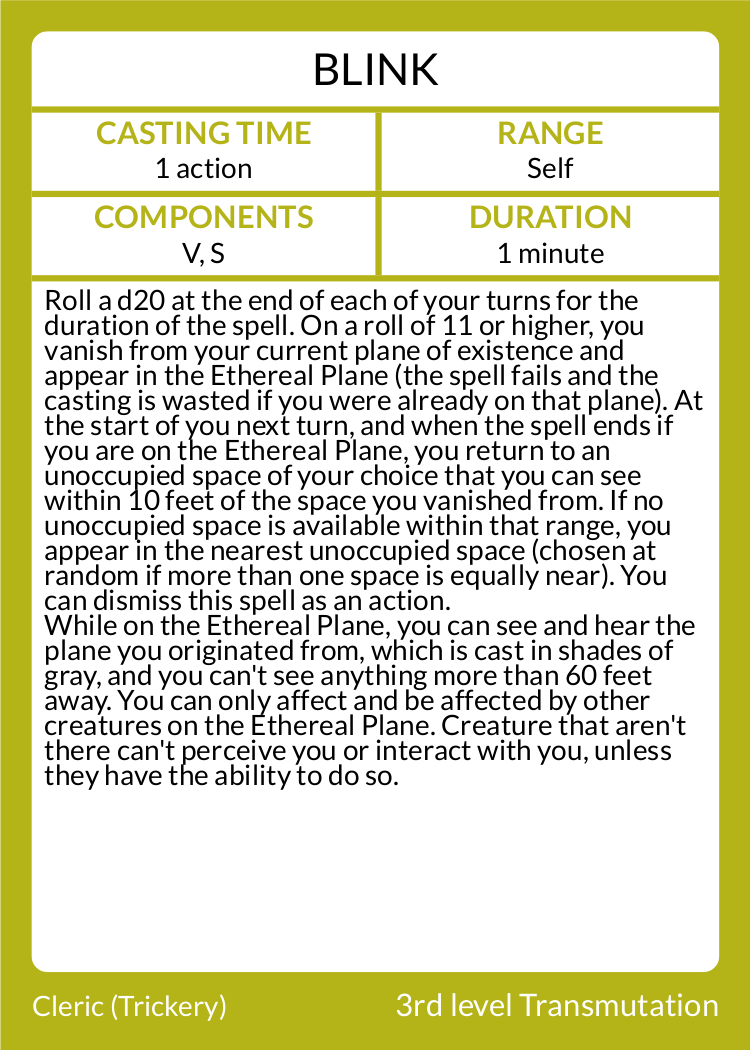 BLINK
CASTING TIME
1 action
RANGE
Self
COMPONENTS
V, S
DURATION
1 minute
Roll a d20 at the end of each of your turns for the
duration of the spell. On a roll of 11 or higher, you
vanish from your current plane of existence and
appear in the Ethereal Plane (the spell fails and the
casting is wasted if you were already on that plane). At
the start of you next turn, and when the spell ends if
you are on the Ethereal Plane, you return to an
unoccupied space of your choice that you can see
within 10 feet of the space you vanished from. If no
unoccupied space is available within that range, you
appear in the nearest unoccupied space (chosen at
random if more than one space is equally near). You
can dismiss this spell as an action.
While on the Ethereal Plane, you can see and hear the
plane you originated from, which is cast in shades of
gray, and you can't see anything more than 60 feet
away. You can only affect and be affected by other
creatures on the Ethereal Plane. Creature that aren't
there can't perceive you or interact with you, unless
they have the ability to do so.
Cleric (Trickery)
3rd level Transmutation